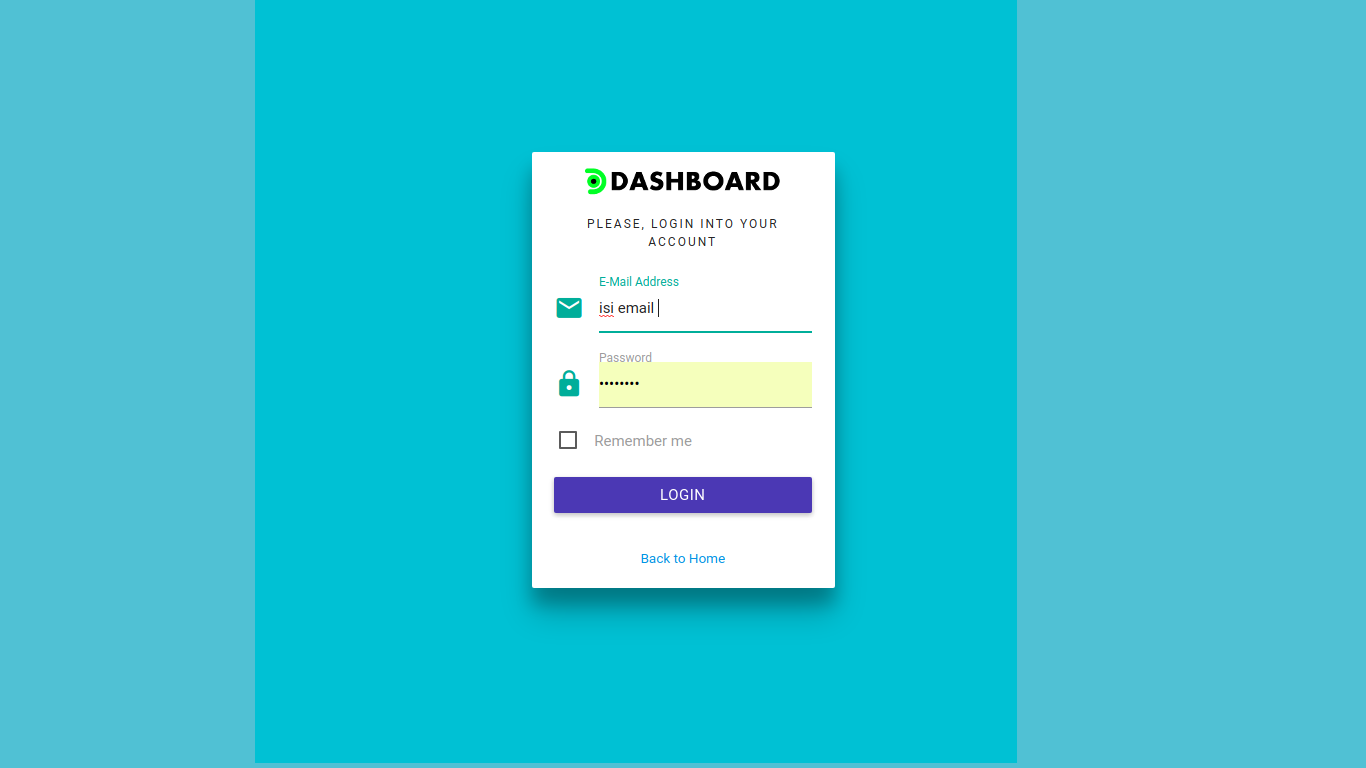 DASHBOARD
PLEASE, LOGIN INTO YOUR
ACCOUNT
E-Mail Address
isi email
Password
••••••••
Remember me
LOGIN
Back to Home